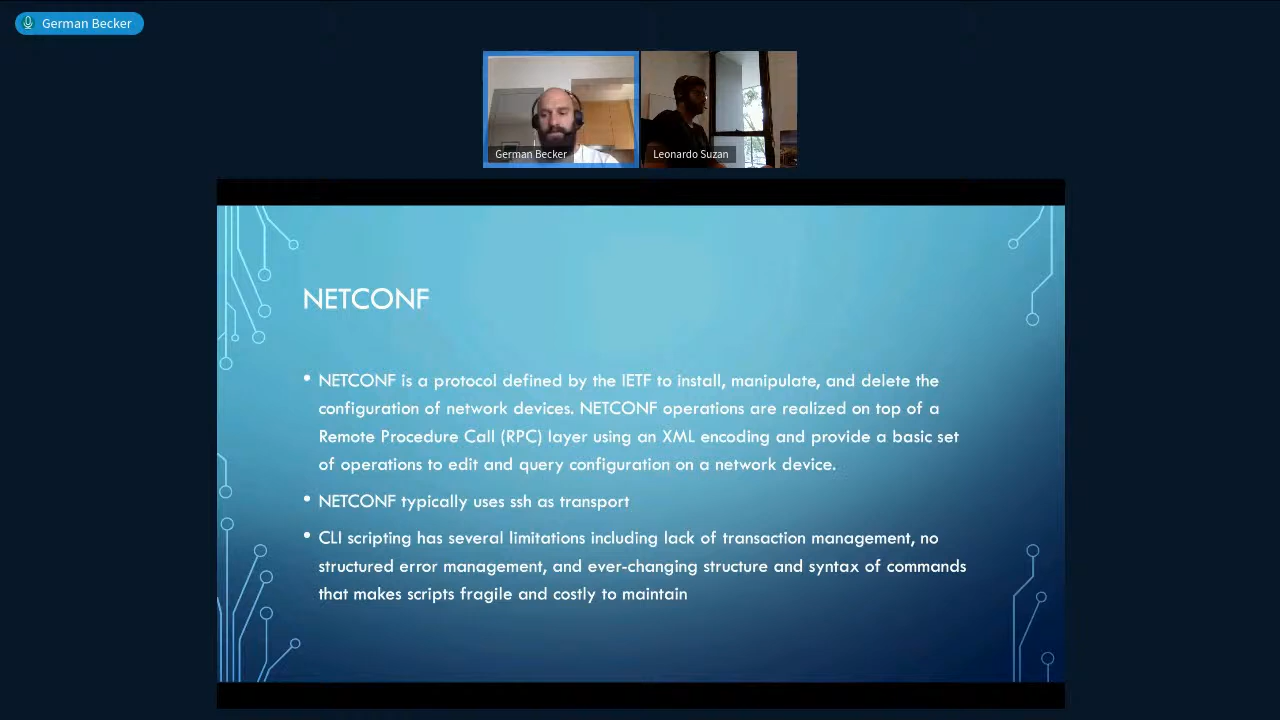 German Becker
German Becker
Leonardo Suzan
NETCONF
• NETCONF is a protocol defined by the IETF to install, manipulate, and delete the
configuration of network devices. NETCONF operations are realized on top of a
Remote Procedure Call (RPC) layer using an XML encoding and provide a basic set
of operations to edit and query configuration on a network device.
• NETCONF typically uses ssh as transport
• CLI scripting has several limitations including lack of transaction management, no
structured error management, and ever-changing structure and syntax of commands
that makes scripts fragile and costly to maintain